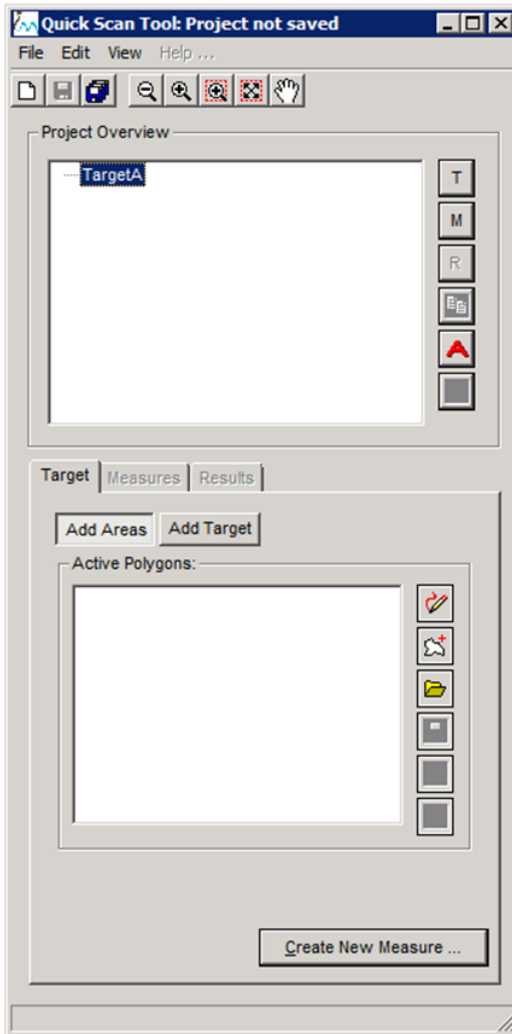 Quick Scan Tool: Project not saved
File Edit View Help ...
Project Overview
TargetA
T
M
R
A
Target Measures Results
Add Areas Add Target
Active Polygons:
Create New Measure ...